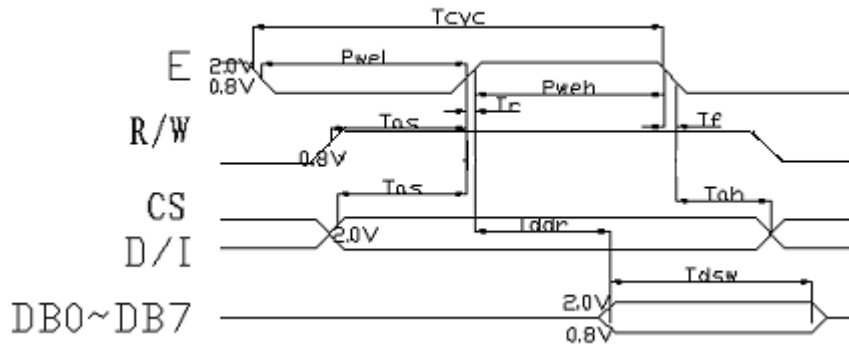 Tcyc
E
2.0V
0.8V
Pwel
Pweh
Tr
R/W
Tas
Tf
0.8V
CS
Tas
Tah
D/I
2.0V
Tddr
Tdsw
DB0~DB7
2.0V
0.8V